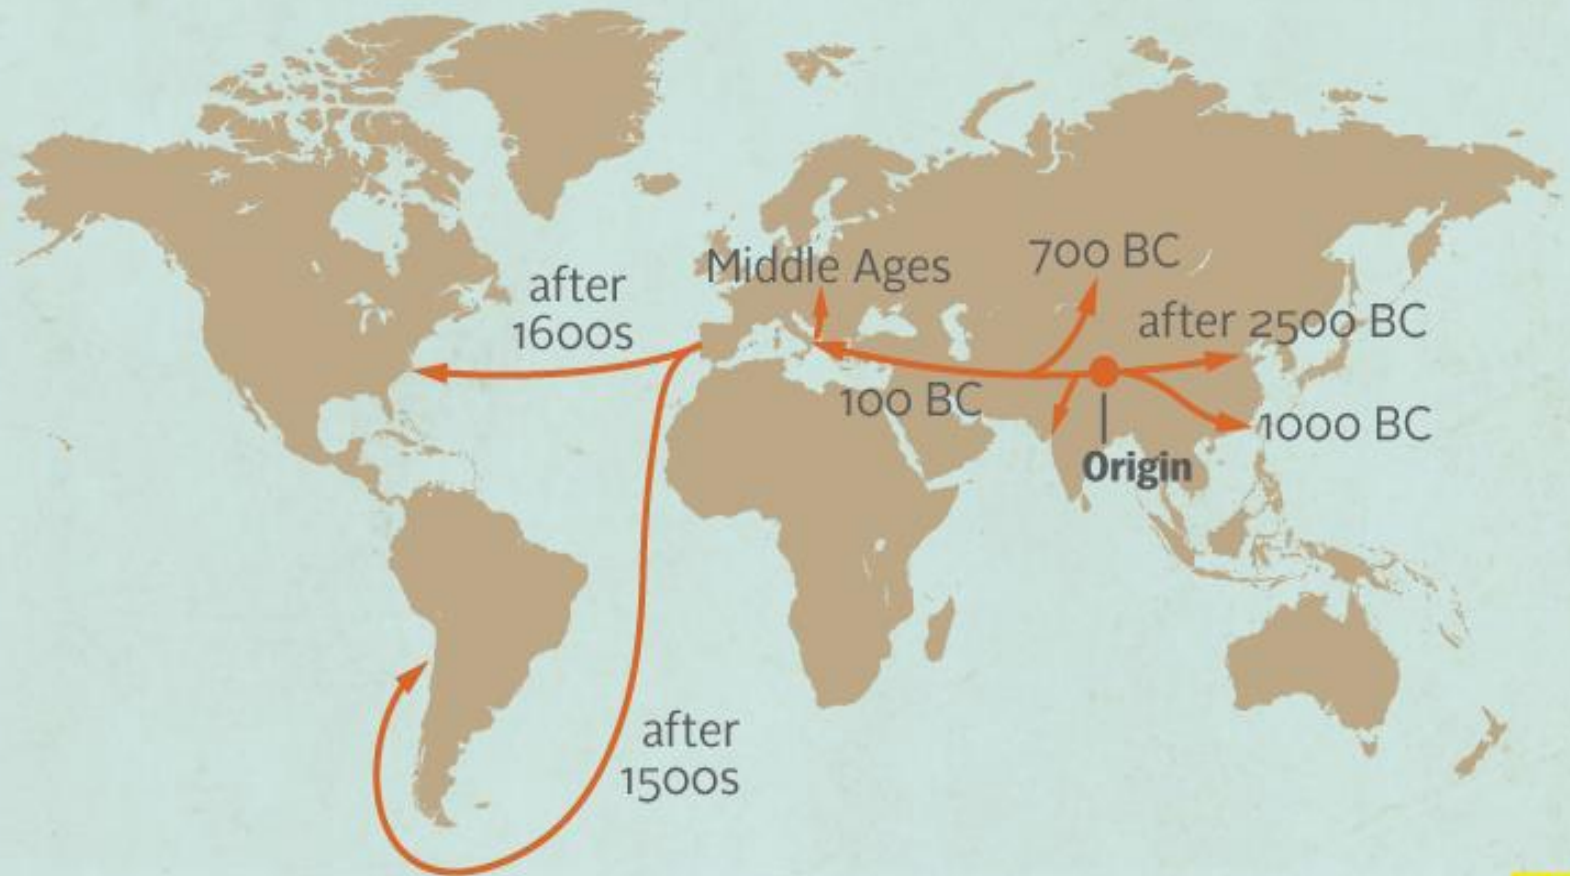 Middle Ages
700 BC
after
1600s
after 2500 BC
100 BC
1000 BC
Origin
after
1500s